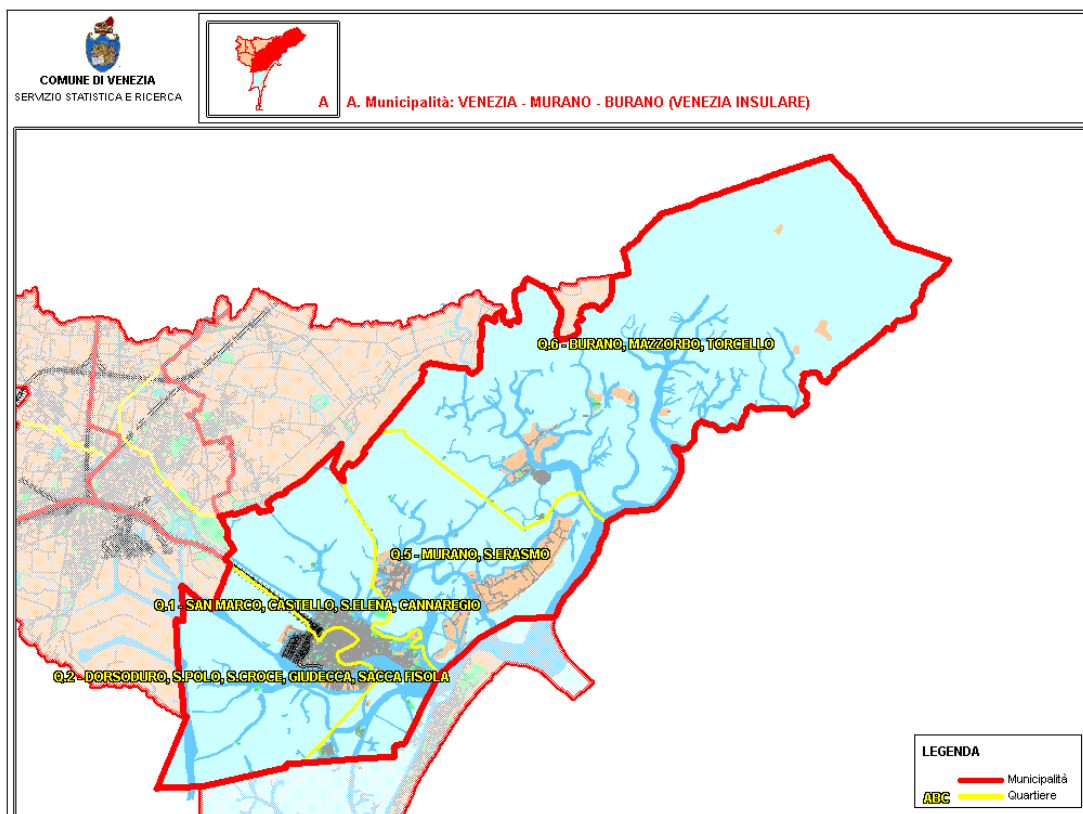 COMUNE DI VENEZIA
SERVIZIO STATISTICA E RICERCA
A
A. Municipalità: VENEZIA - MURANO - BURANO (VENEZIA INSULARE)
Q.6 - BURANO, MAZZORBO, TORCELLO
Q.5 - MURANO, S.ERASMO
Q.1 - SAN MARCO, CASTELLO, S.ELENA, CANNAREGIO
Q.2 - DORSODURO, S.POLO, S.CROCE, GIUDECCA, SACCA FISOLA
LEGENDA
Municipalità
ABC Quartiere